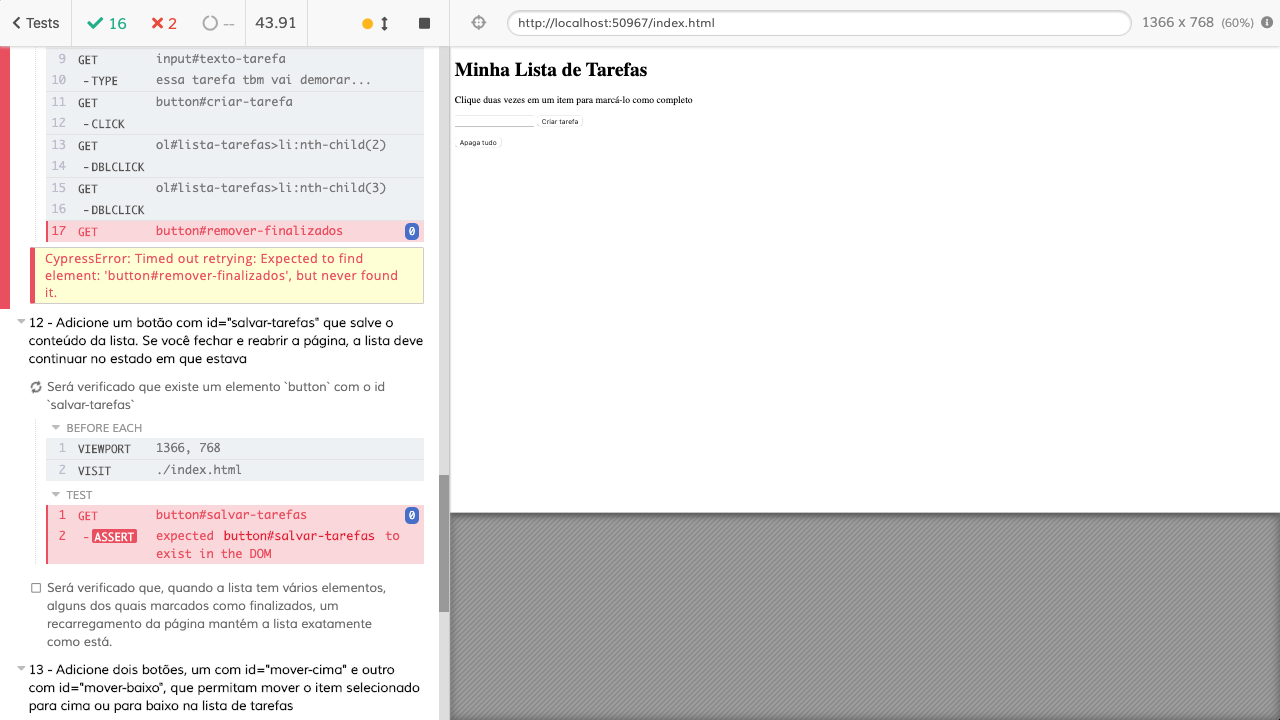 Tests 16 2 -- 43.91 http://localhost:50967/index.html 1366 x 768 (60%)
9 GET input#texto-tarefa
10 -TYPE essa tarefa tbm vai demorar...
11 GET button#criar-tarefa
12 -CLICK
13 GET ol#lista-tarefas>li:nth-child(2)
14 -DBLCLICK
15 GET ol#lista-tarefas>li:nth-child(3)
16 -DBLCLICK
17 GET button#remover-finalizados 0
CypressError: Timed out retrying: Expected to find
element: 'button#remover-finalizados', but never found
it.
12 - Adicione um botão com id="salvar-tarefas" que salve o
conteúdo da lista. Se você fechar e reabrir a página, a lista deve
continuar no estado em que estava
Será verificado que existe um elemento `button` com o id
`salvar-tarefas`
BEFORE EACH
1 VIEWPORT 1366, 768
2 VISIT ./index.html
TEST
1 GET button#salvar-tarefas 0
2 -ASSERT expected button#salvar-tarefas to
exist in the DOM
Será verificado que, quando a lista tem vários elementos,
alguns dos quais marcados como finalizados, um
recarregamento da página mantém a lista exatamente
como está.
13 - Adicione dois botões, um com id="mover-cima" e outro
com id="mover-baixo", que permitam mover o item selecionado
para cima ou para baixo na lista de tarefas
Minha Lista de Tarefas
Clique duas vezes em um item para marcá-lo como completo
Criar tarefa
Apaga tudo